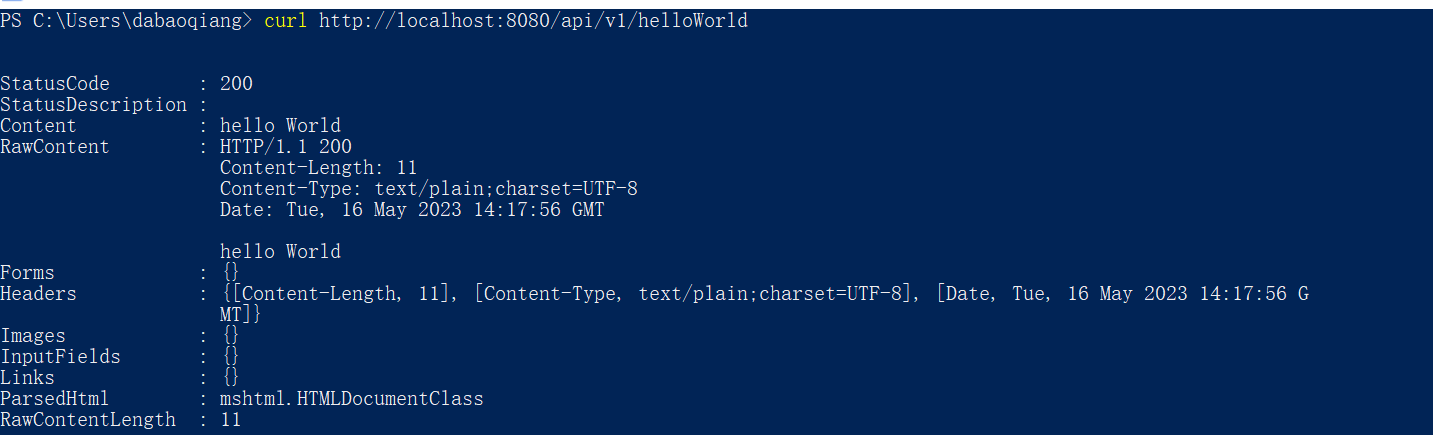 PS C:\Users\dabaoqiang> curl http://localhost:8080/api/v1/helloWorld
StatusCode        : 200
StatusDescription :
Content           : hello World
RawContent        : HTTP/1.1 200
                    Content-Length: 11
                    Content-Type: text/plain;charset=UTF-8
                    Date: Tue, 16 May 2023 14:17:56 GMT
                    hello World
Forms             : {}
Headers           : {[Content-Length, 11], [Content-Type, text/plain;charset=UTF-8], [Date, Tue, 16 May 2023 14:17:56 G
                    MT]}
Images            : {}
InputFields       : {}
Links             : {}
ParsedHtml        : mshtml.HTMLDocumentClass
RawContentLength  : 11